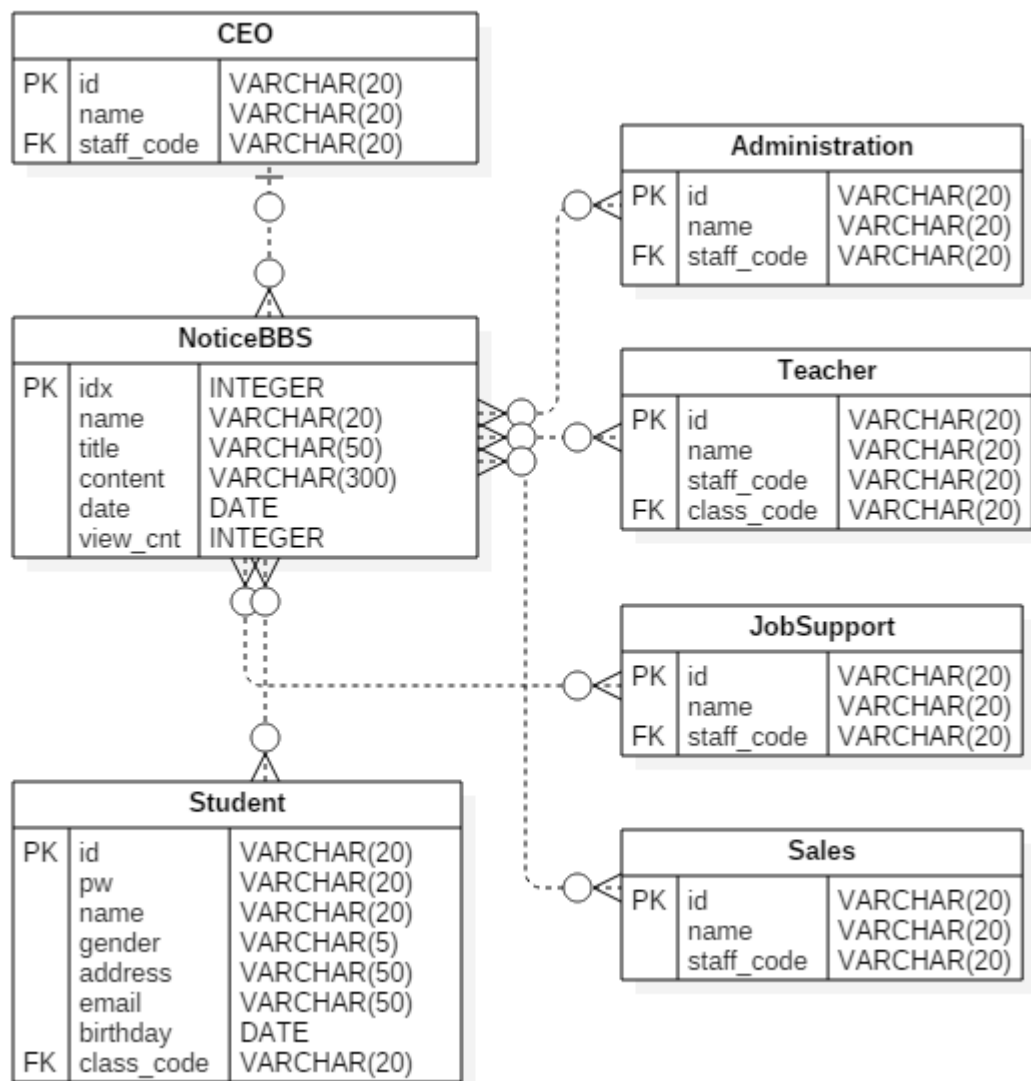 CEO
PK id VARCHAR(20)
name VARCHAR(20)
FK staff_code VARCHAR(20)
NoticeBBS
PK idx INTEGER
name VARCHAR(20)
title VARCHAR(50)
content VARCHAR(300)
date DATE
view_cnt INTEGER
Student
PK id VARCHAR(20)
pw VARCHAR(20)
name VARCHAR(20)
gender VARCHAR(5)
address VARCHAR(50)
email VARCHAR(50)
birthday DATE
FK class_code VARCHAR(20)
Administration
PK id VARCHAR(20)
name VARCHAR(20)
FK staff_code VARCHAR(20)
Teacher
PK id VARCHAR(20)
name VARCHAR(20)
staff_code VARCHAR(20)
FK class_code VARCHAR(20)
JobSupport
PK id VARCHAR(20)
name VARCHAR(20)
FK staff_code VARCHAR(20)
Sales
PK id VARCHAR(20)
name VARCHAR(20)
staff_code VARCHAR(20)